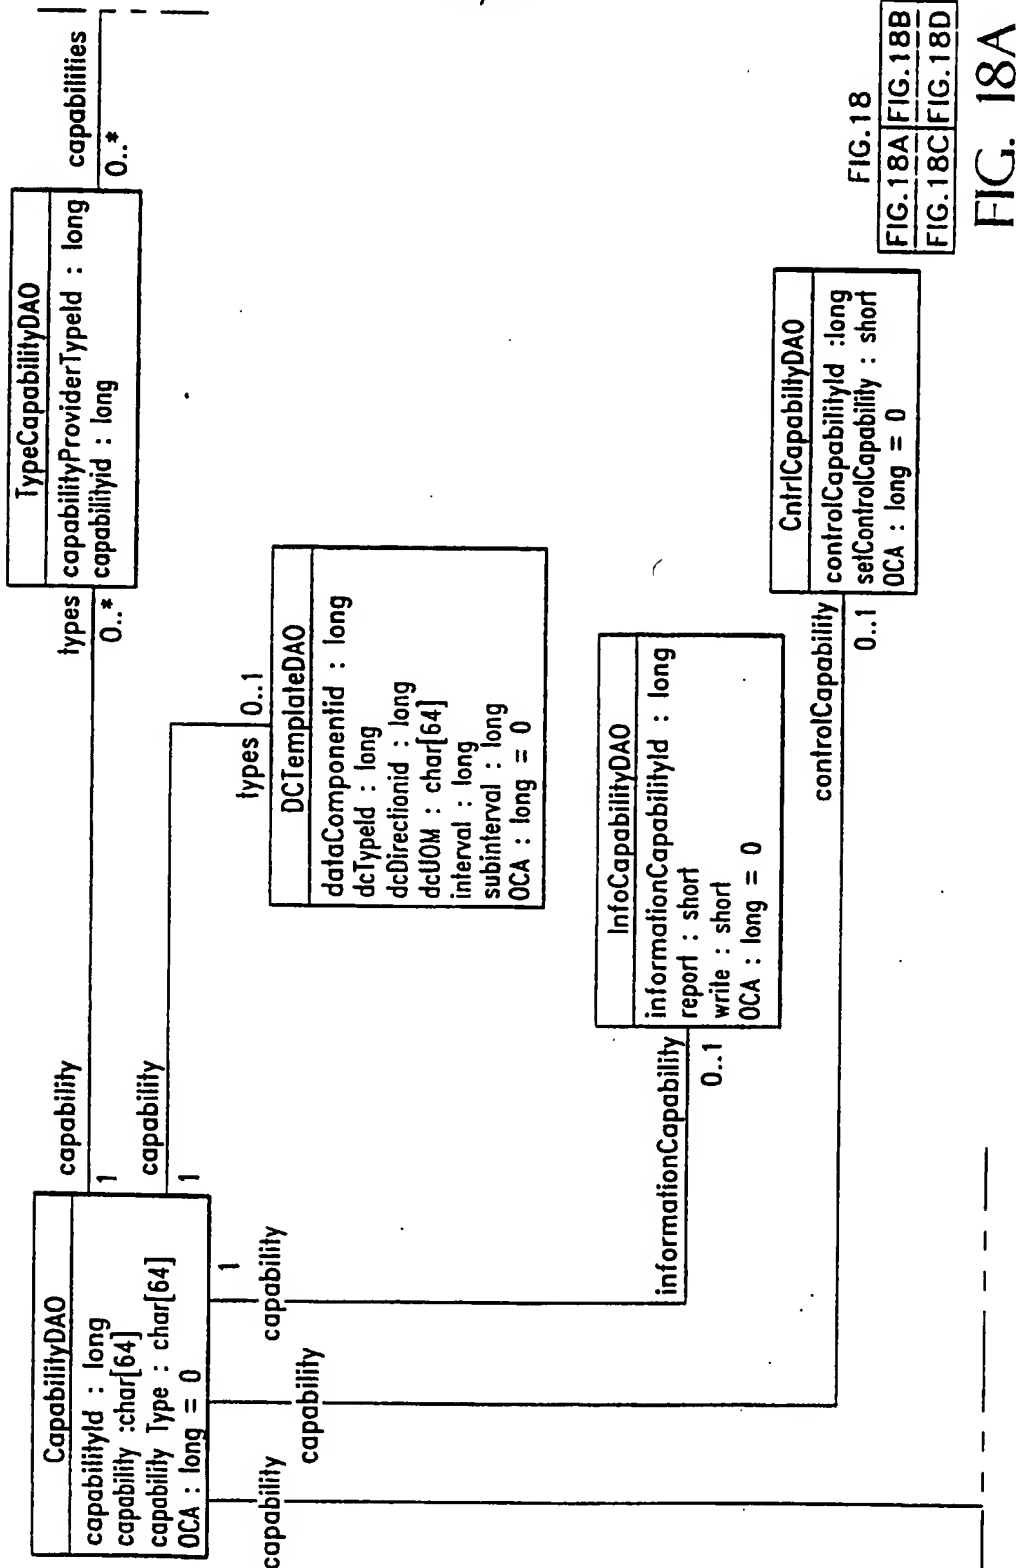 CapabilityDAO
capabilityId : long
capability :char[64]
capability Type : char[64]
OCA : long = 0
capability
1
types
0..*
TypeCapabilityDAO
capabilityProviderTypeId : long
capabilityid : long
capabilities
0..*
capability
1
types
0..1
DCTemplateDAO
dataComponentid : long
dcTypeId : long
dcDirectionid : long
dcUOM : char[64]
interval : long
subinterval : long
OCA : long = 0
1
capability
informationCapability
0..1
InfoCapabilityDAO
informationCapabilityId : long
report : short
write : short
OCA : long = 0
capability
controlCapability
0..1
CntrlCapabiltyDAO
controlCapabilityId :long
setControlCapability : short
OCA : long = 0
capability
FIG.18
FIG.18A FIG.18B
FIG.18C FIG.18D
FIG. 18A